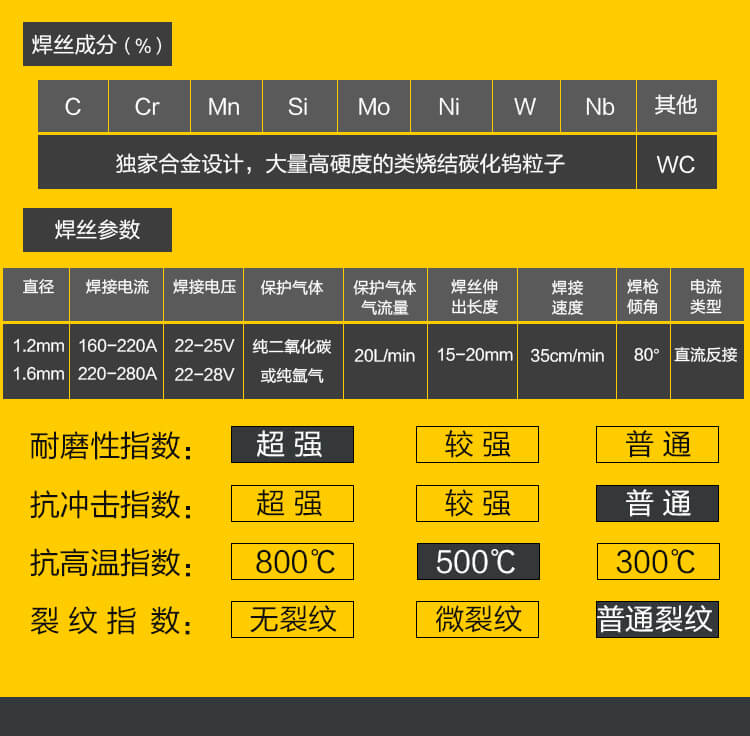 焊丝成分(%)
C Cr Mn Si Mo Ni W Nb 其他
独家合金设计，大量高硬度的类烧结碳化钨粒子 WC
焊丝参数
直径 焊接电流 焊接电压 保护气体 保护气体 焊丝伸 焊接 焊枪 电流
气流量 出长度 速度 倾角 类型
1.2mm 160-220A 22-25V 纯二氧化碳 20L/min 15-20mm 35cm/min 80° 直流反接
1.6mm 220-280A 22-28V 或纯氩气
耐磨性指数： 超强 较强 普通
抗冲击指数： 超强 较强 普通
抗高温指数： 800℃ 500℃ 300℃
裂纹指数： 无裂纹 微裂纹 普通裂纹